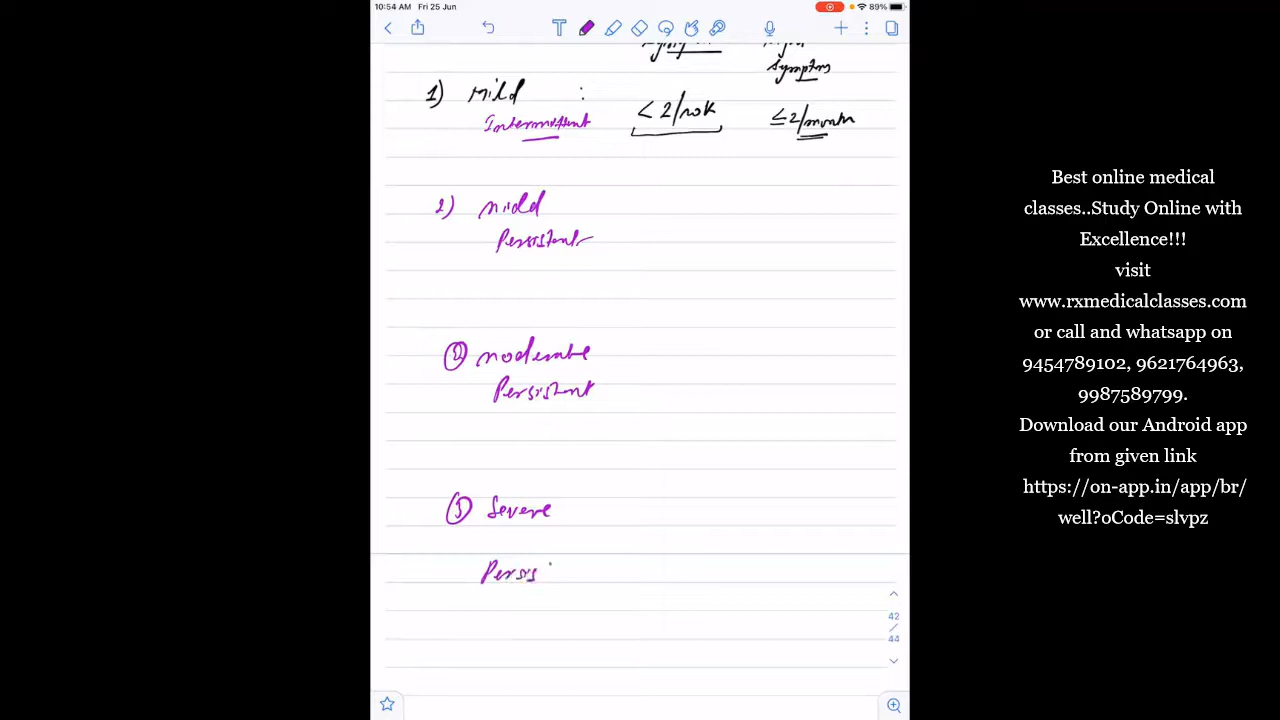 10:54 AM Fri 25 Jun
89%
Symptoms
1) Mild : < 2/wk ≤2/month
Intermittent
2) mild
Persistent
② moderate
Persistent
③ Severe
Persis
42
/
44
Best online medical
classes..Study Online with
Excellence!!!
visit
www.rxmedicalclasses.com
or call and whatsapp on
9454789102, 9621764963,
9987589799.
Download our Android app
from given link
https://on-app.in/app/br/
well?oCode=slvpz